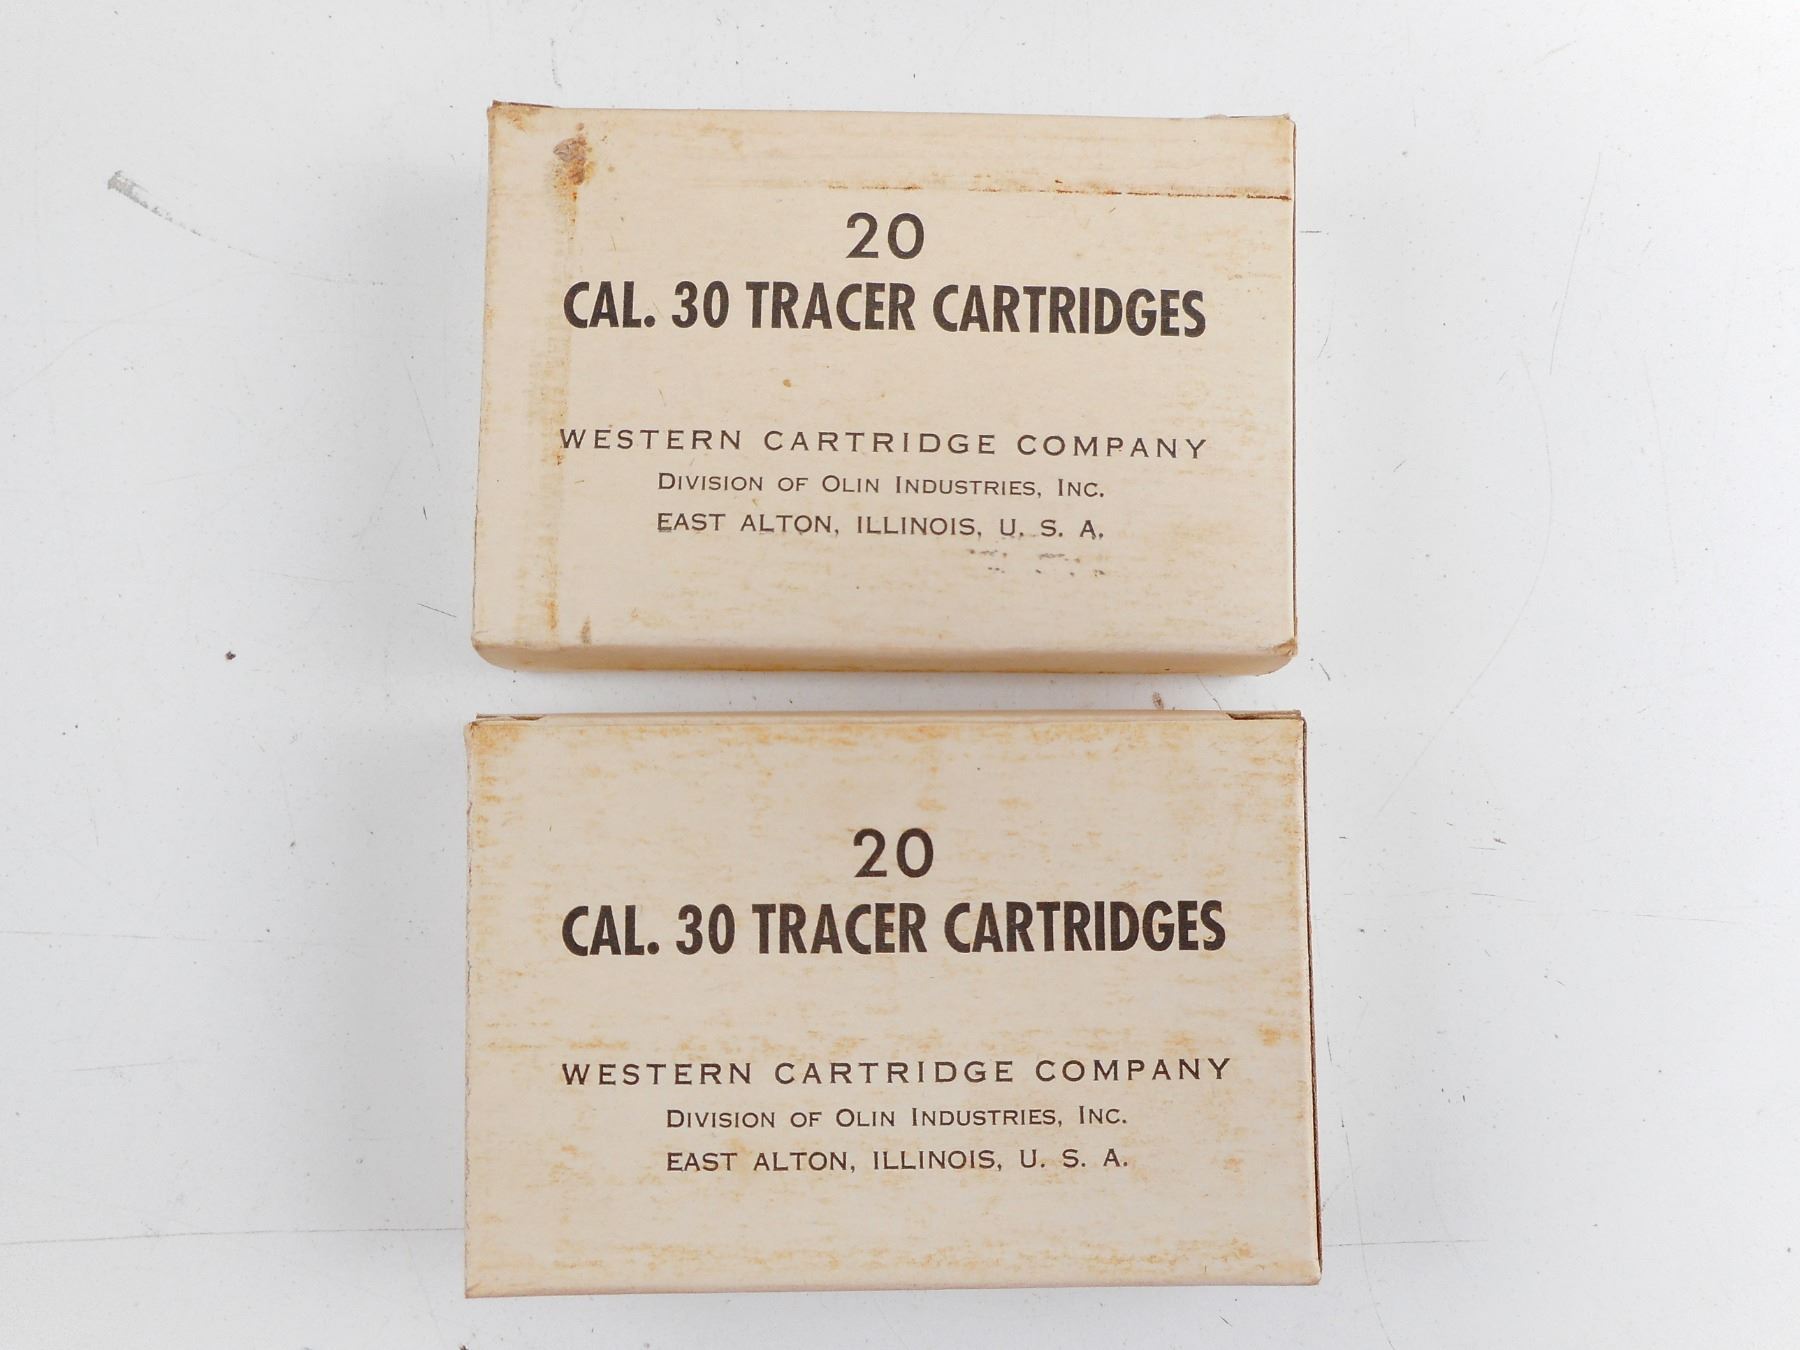 20
CAL. 30 TRACER CARTRIDGES
WESTERN CARTRIDGE COMPANY
DIVISION OF OLIN INDUSTRIES, INC.
EAST ALTON, ILLINOIS, U. S. A.
20
CAL. 30 TRACER CARTRIDGES
WESTERN CARTRIDGE COMPANY
DIVISION OF OLIN INDUSTRIES, INC.
EAST ALTON, ILLINOIS, U. S. A.